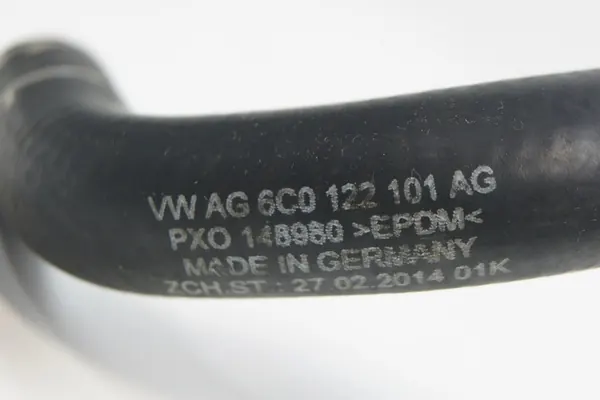 VW AG 6C0 122 101 AG
PXO 148980 >EPDM<
MADE IN GERMANY
ZCH.ST.: 27 02.2014 01K